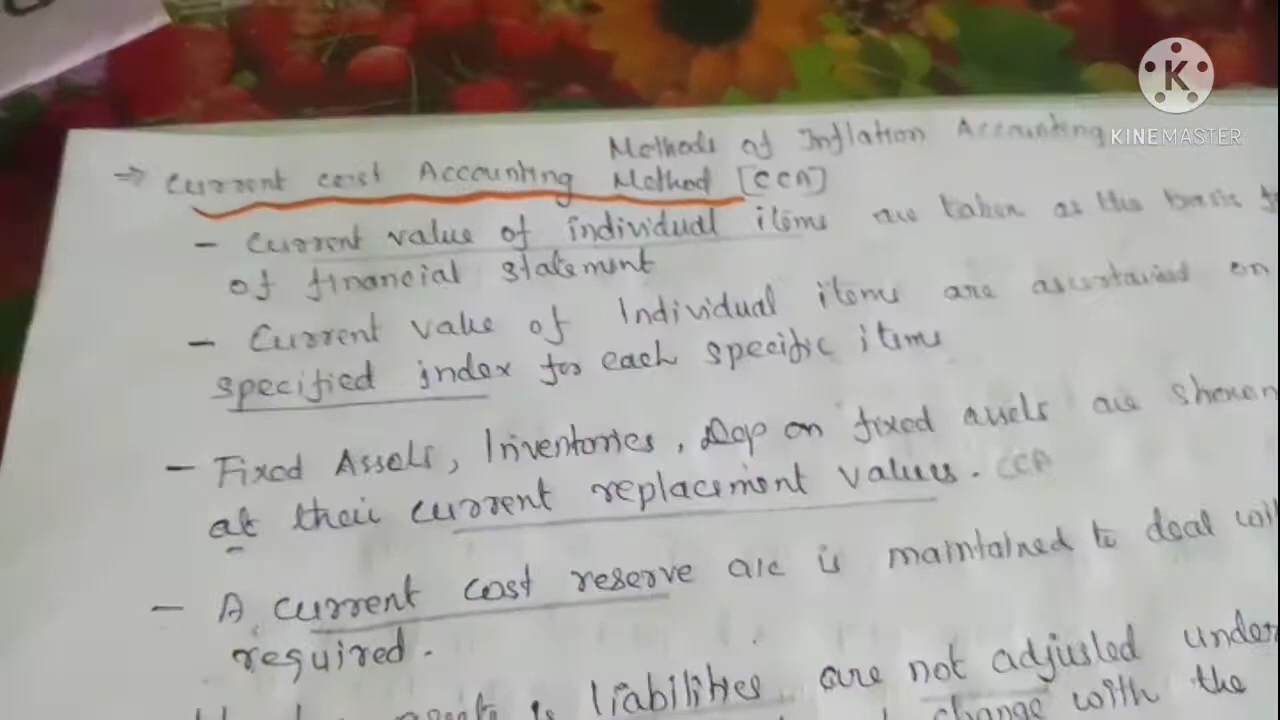 K
KINEMASTER
Methods of Inflation Accounting
⇒ Current cost Accounting Method [CCA]
- Current value of individual items are taken as the basis
of financial statement
- Current value of Individual items are ascertained on
specified index for each specific items
- Fixed Assets, Inventories, Dep on fixed assets are shown
at their current replacement values. CCA
- A current cost reserve a/c is maintained to deal
required.
liabilities are not adjusted under
change with the